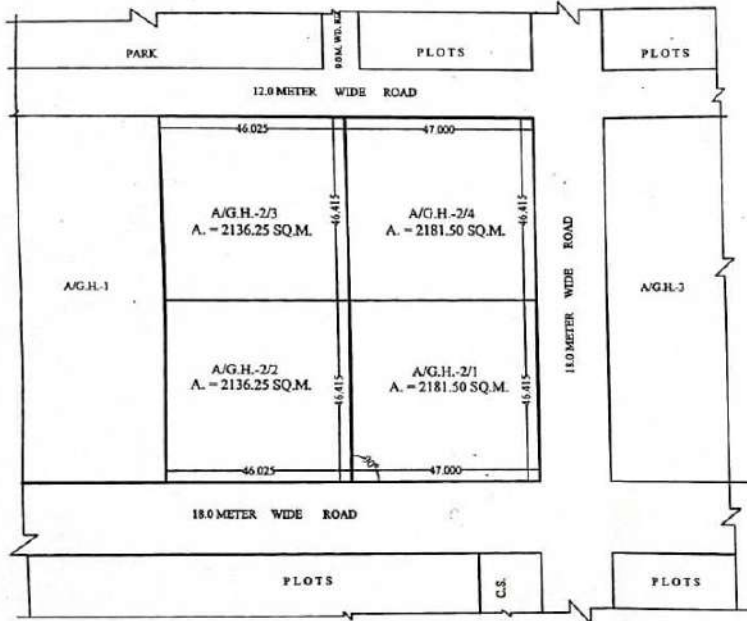 PARK
9.0 M. WD. RD.
PLOTS
PLOTS
12.0 METER WIDE ROAD
46.025
47.000
46.415
46.415
A/G.H.-2/3
A. = 2136.25 SQ.M.
A/G.H.-2/4
A. = 2181.50 SQ.M.
A/G.H.-1
18.0 METER WIDE ROAD
A/G.H.-3
A/G.H.-2/2
A. = 2136.25 SQ.M.
A/G.H.-2/1
A. = 2181.50 SQ.M.
46.415
46.415
90°
46.025
47.000
18.0 METER WIDE ROAD
PLOTS
C.S.
PLOTS